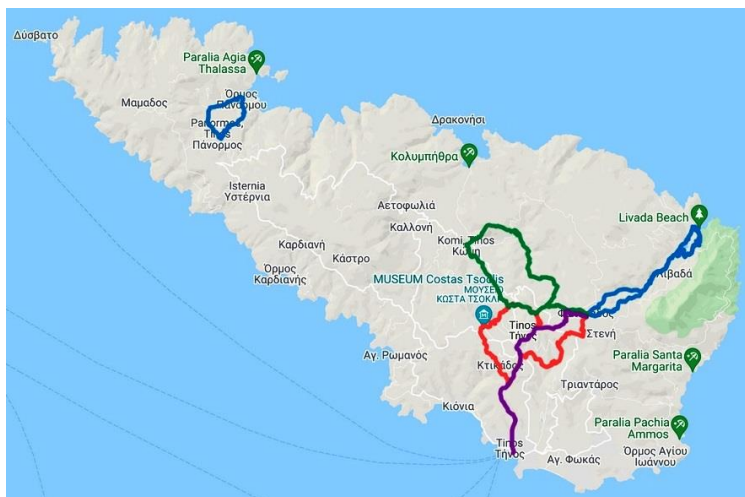 Δύσβατο
Paralia Agia
Thalassa
Μαμαδος
Όρμος
Πανόρμου
Panormos,
Tinos
Πάνορμος
Δρακονήσι
Κολυμπήθρα
Isternia
Υστέρνια
Αετοφωλιά
Καλλονή
Livada Beach
Καρδιανή
Komi, Tinos
Κώμη
Όρμος
Καρδιανής
Κάστρο
Λιβαδά
MUSEUM Costas Tsoclis
ΜΟΥΣΕΙΟ
ΚΩΣΤΑ ΤΣΟΚΛΗ
Tinos
Τήνος
Στενή
Αγ. Ρωμανός
Κτικάδος
Paralia Santa
Margarita
Τριαντάρος
Κιόνια
Paralia Pachia
Ammos
Tinos
Τήνος
Αγ. Φωκάς
Όρμος Αγίου
Ιωάννου